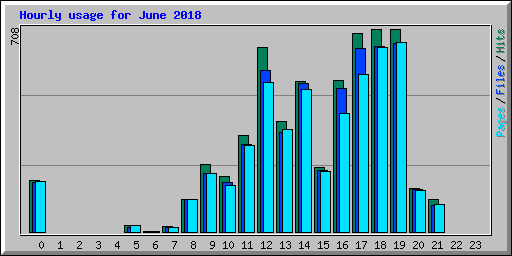 Hourly usage for June 2018
708
Pages / Files / Hits
0 1 2 3 4 5 6 7 8 9 10 11 12 13 14 15 16 17 18 19 20 21 22 23